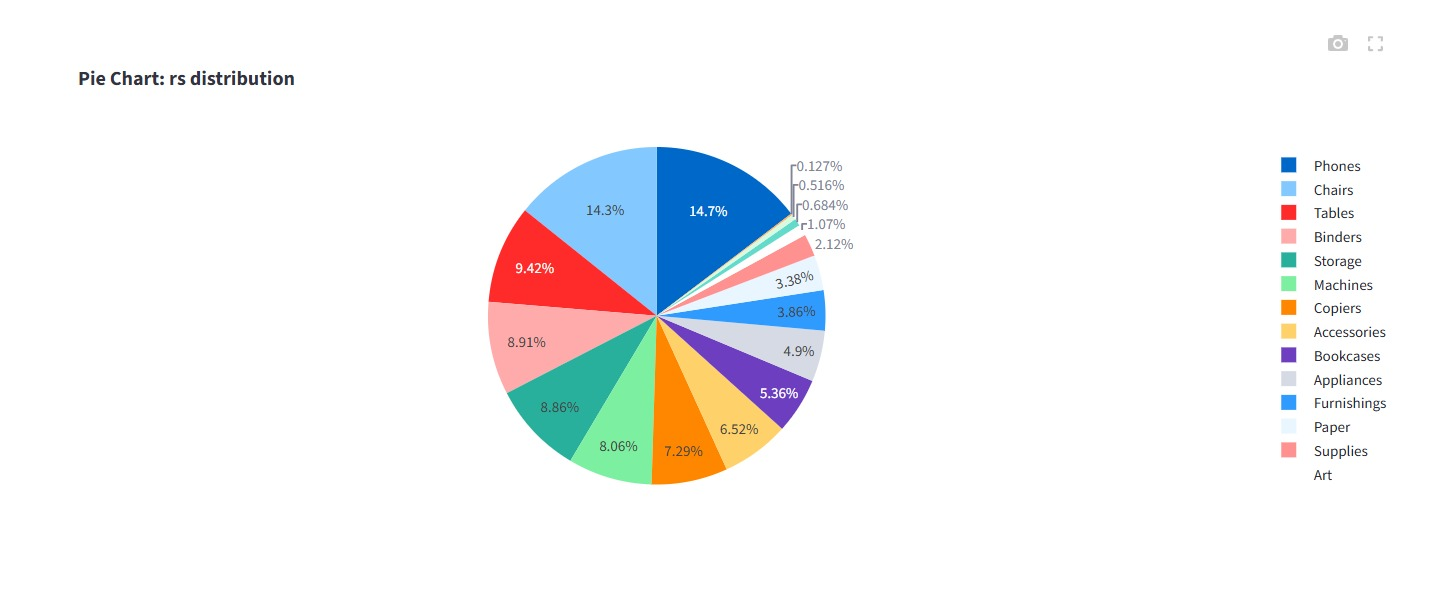 Pie Chart: rs distribution
0.127%
0.516%
0.684%
1.07%
2.12%
14.3%
14.7%
9.42%
3.38%
3.86%
8.91%
4.9%
5.36%
8.86%
6.52%
8.06%
7.29%
Phones
Chairs
Tables
Binders
Storage
Machines
Copiers
Accessories
Bookcases
Appliances
Furnishings
Paper
Supplies
Art